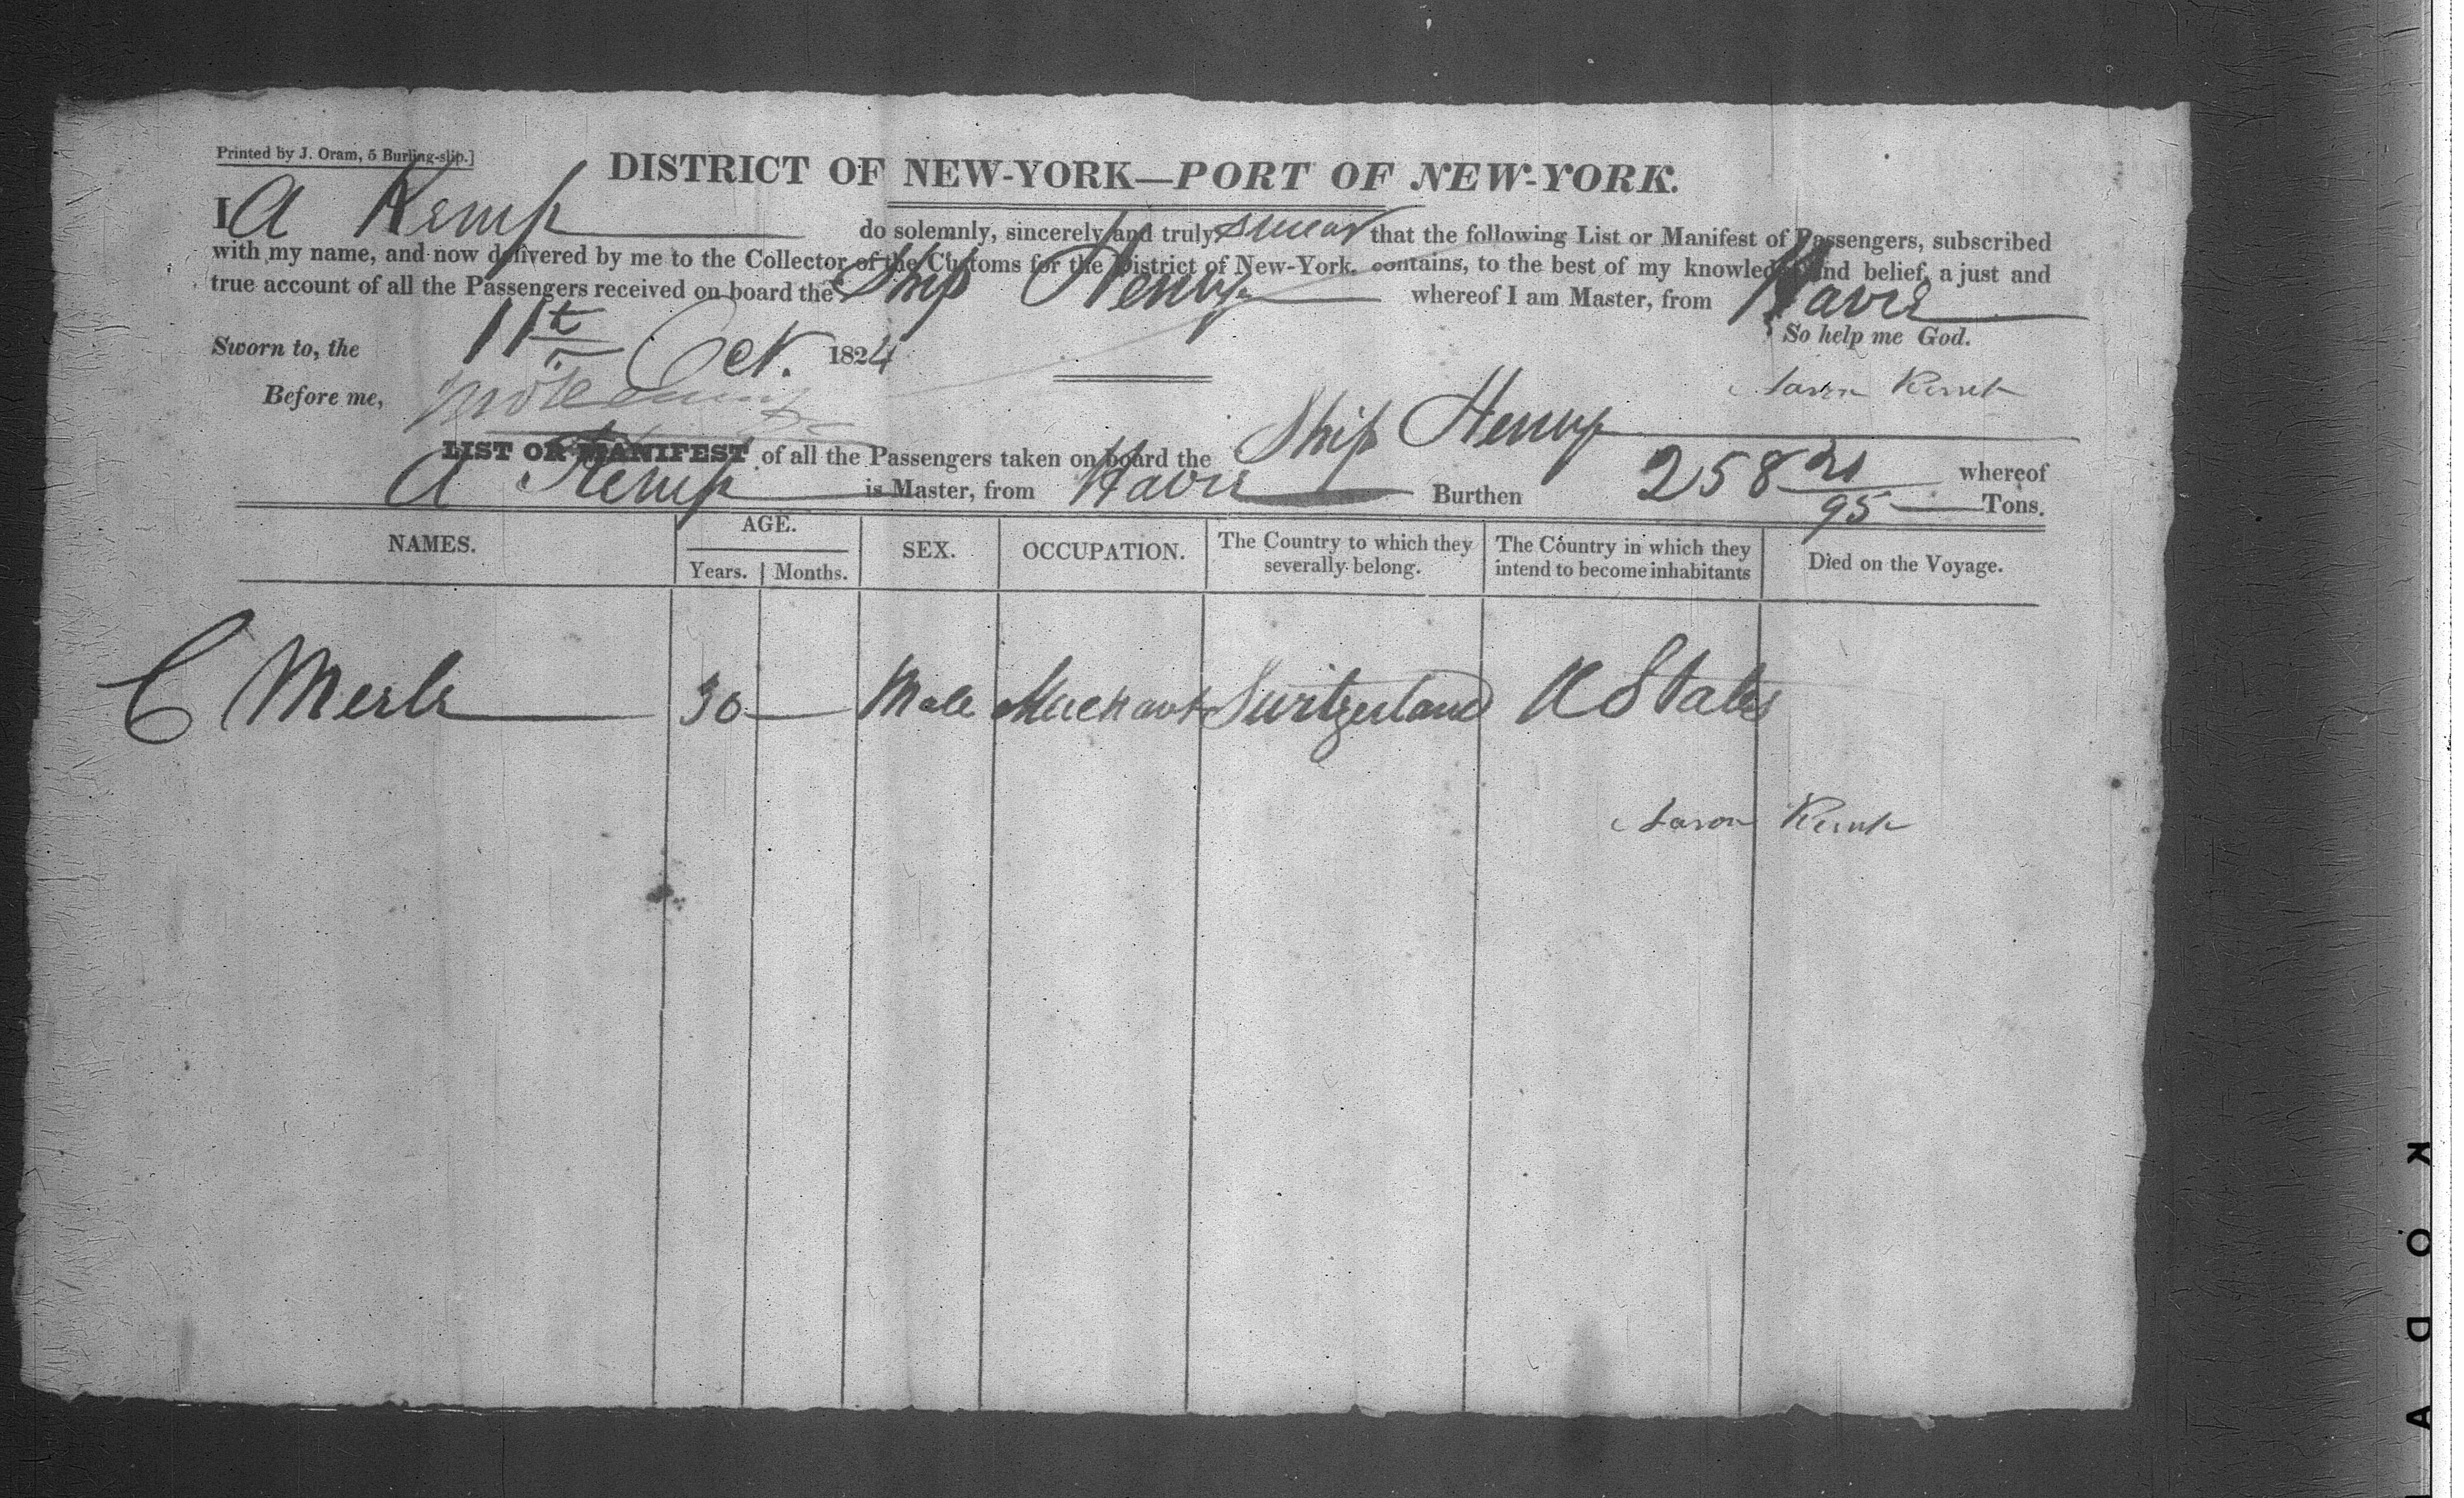 Printed by J. Oram, 5 Burling-slip.]
DISTRICT OF NEW-YORK—PORT OF NEW-YORK.
I A Kemp do solemnly, sincerely and truly swear that the following List or Manifest of Passengers, subscribed
with my name, and now delivered by me to the Collector of the Customs for the District of New-York, contains, to the best of my knowledge and belief, a just and
true account of all the Passengers received on board the Ship Henry whereof I am Master, from Havre
So help me God.
Sworn to, the 11th Oct. 1824
Aaron Kemp
Before me,
LIST OR MANIFEST of all the Passengers taken on board the Ship Henry whereof
A Kemp is Master, from Havre Burthen 258 21/95 Tons.
NAMES. AGE. Years. Months. SEX. OCCUPATION. The Country to which they severally belong. The Country in which they intend to become inhabitants Died on the Voyage.
C Merle 30 Male Merchant Switzerland U States
Aaron Kemp
KODA